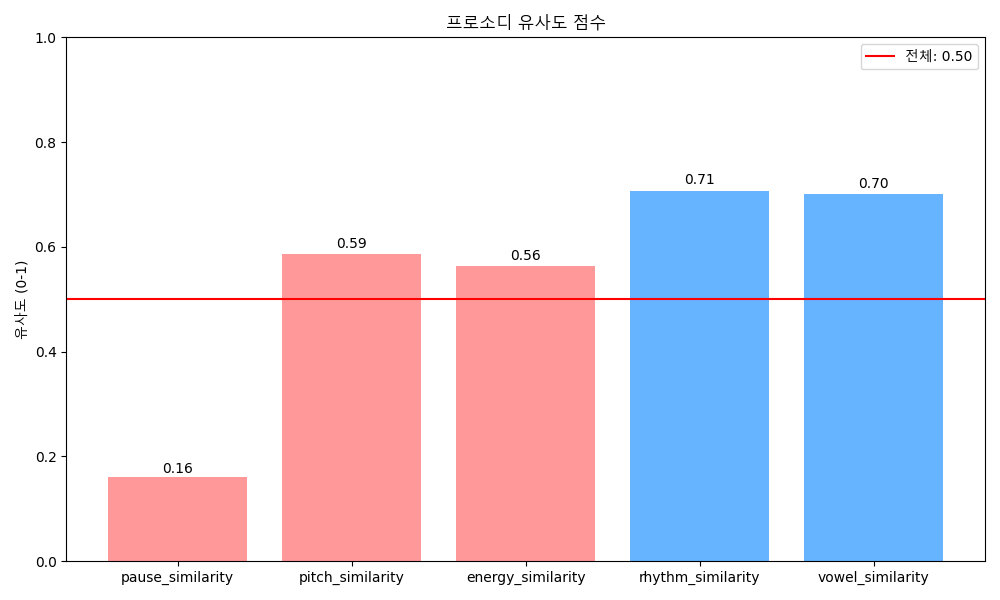 프로소디 유사도 점수
전체: 0.50
유사도 (0-1)
1.0
0.8
0.6
0.4
0.2
0.0
0.16
0.59
0.56
0.71
0.70
pause_similarity
pitch_similarity
energy_similarity
rhythm_similarity
vowel_similarity